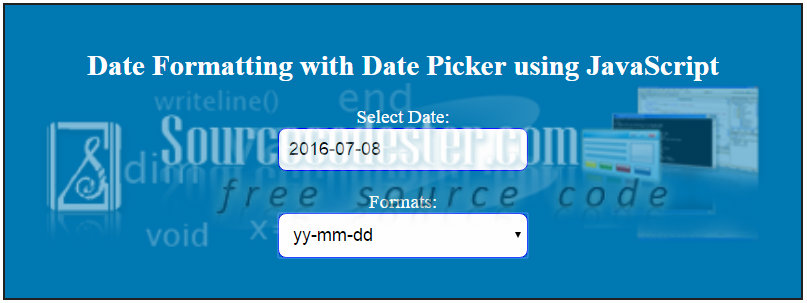 Date Formatting with Date Picker using JavaScript
writeline()
end
Select Date:
Sourcecodester.com
2016-07-08
dim
free source code
Formats:
void
x=
yy-mm-dd